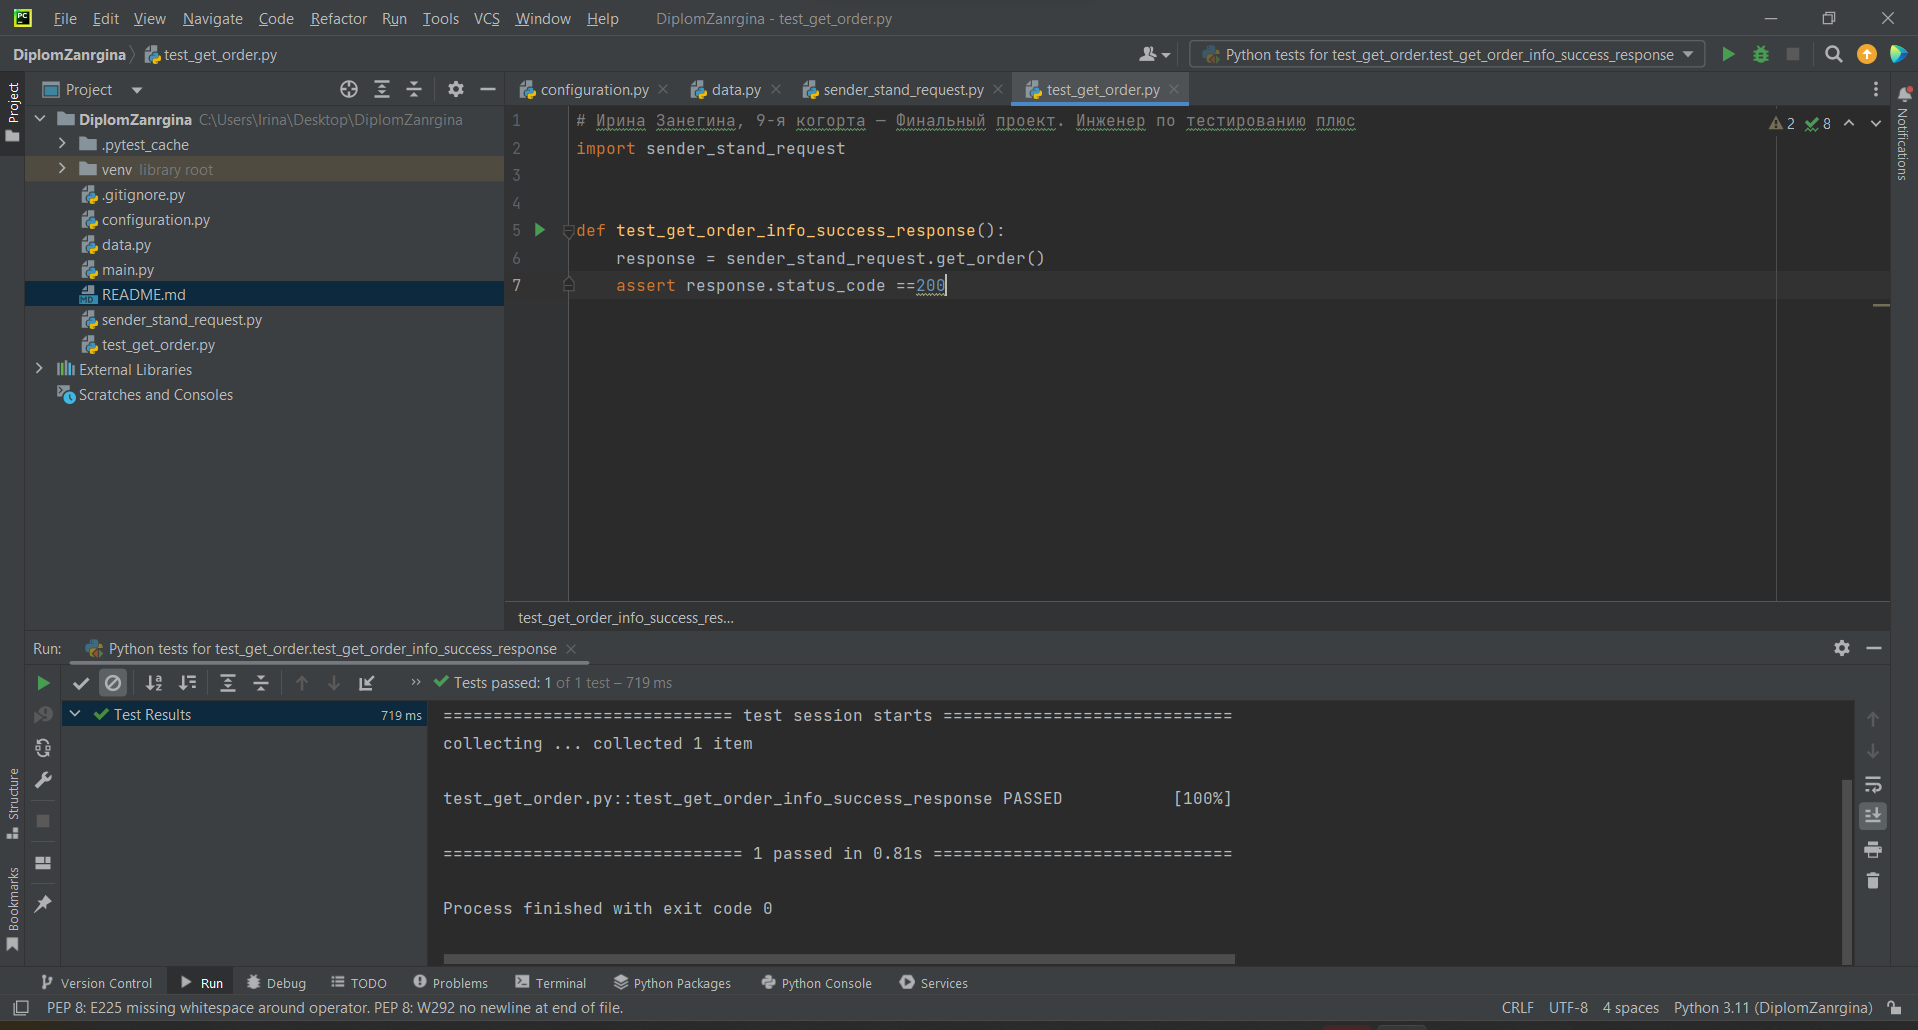 File Edit View Navigate Code Refactor Run Tools VCS Window Help DiplomZanrgina - test_get_order.py
DiplomZanrgina test_get_order.py Python tests for test_get_order.test_get_order_info_success_response
Project
Project
configuration.py data.py sender_stand_request.py test_get_order.py
Notifications
DiplomZanrgina C:\Users\Irina\Desktop\DiplomZanrgina
.pytest_cache
venv library root
.gitignore.py
configuration.py
data.py
main.py
README.md
sender_stand_request.py
test_get_order.py
External Libraries
Scratches and Consoles
1 # Ирина Занегина, 9-я когорта — Финальный проект. Инженер по тестированию плюс
2 8
2 import sender_stand_request
3
4
5 def test_get_order_info_success_response():
6 response = sender_stand_request.get_order()
7 assert response.status_code ==200
test_get_order_info_success_res...
Run: Python tests for test_get_order.test_get_order_info_success_response
Tests passed: 1 of 1 test – 719 ms
Test Results 719 ms
============================= test session starts =============================
collecting ... collected 1 item
test_get_order.py::test_get_order_info_success_response PASSED [100%]
============================== 1 passed in 0.81s ==============================
Process finished with exit code 0
Structure
Bookmarks
Version Control Run Debug TODO Problems Terminal Python Packages Python Console Services
PEP 8: E225 missing whitespace around operator. PEP 8: W292 no newline at end of file. CRLF UTF-8 4 spaces Python 3.11 (DiplomZanrgina)